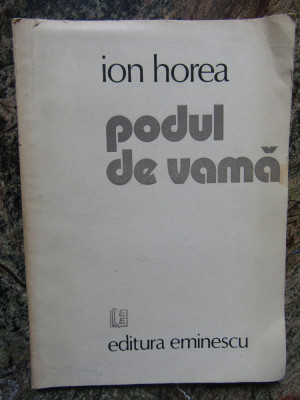 ion horea
podul
de vamă
editura eminescu